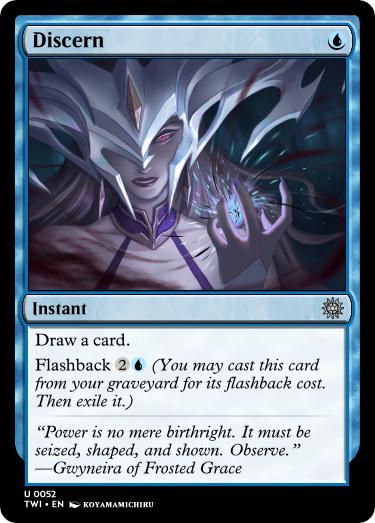 Discern
Instant
Draw a card.
Flashback 2 (You may cast this card
from your graveyard for its flashback cost.
Then exile it.)
“Power is no mere birthright. It must be
seized, shaped, and shown. Observe.”
—Gwyneira of Frosted Grace
U 0052
TWI • EN KOYAMAMICHIRU